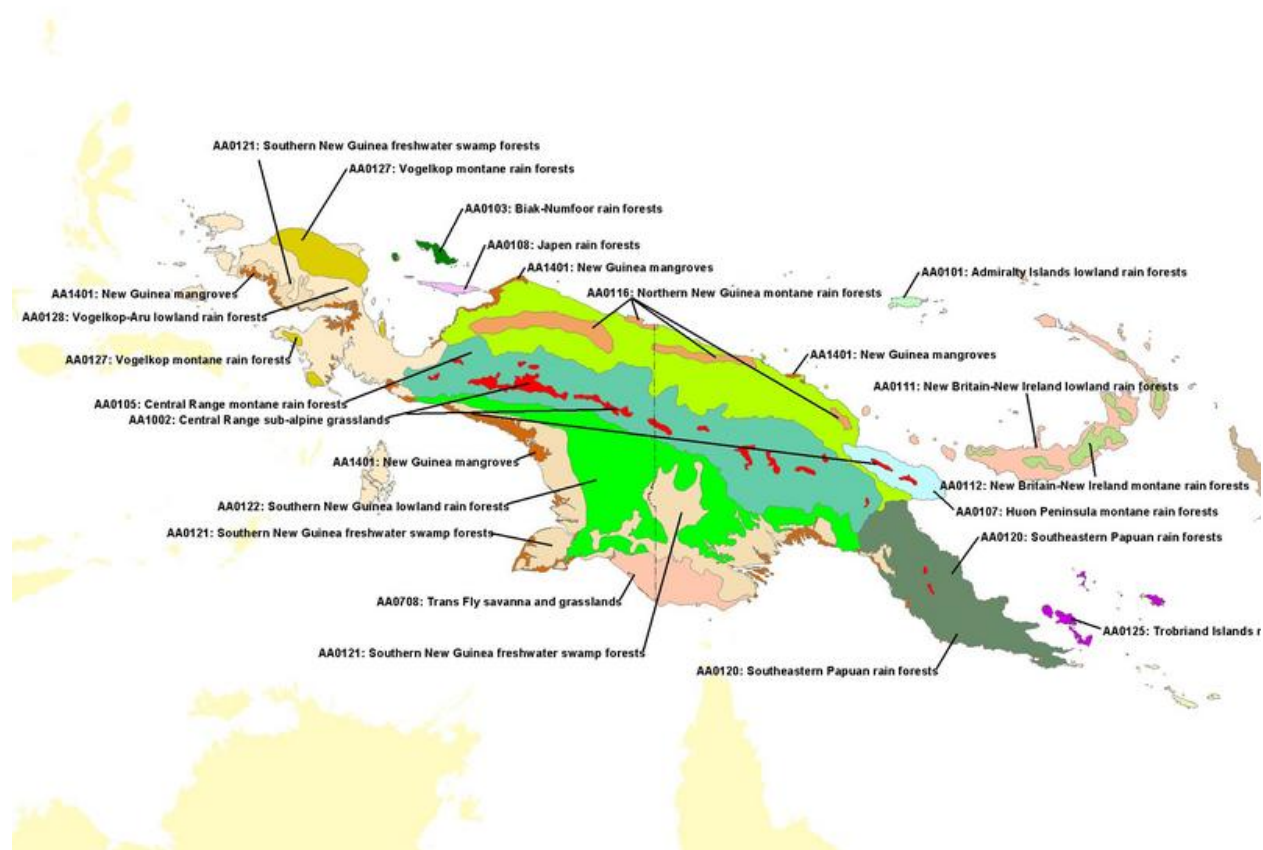 AA0121: Southern New Guinea freshwater swamp forests
AA0127: Vogelkop montane rain forests
AA0103: Biak-Numfoor rain forests
AA0108: Japen rain forests
AA1401: New Guinea mangroves
AA0101: Admiralty Islands lowland rain forests
AA1401: New Guinea mangroves
AA0116: Northern New Guinea montane rain forests
AA0128: Vogelkop-Aru lowland rain forests
AA0127: Vogelkop montane rain forests
AA1401: New Guinea mangroves
AA0111: New Britain-New Ireland lowland rain forests
AA0105: Central Range montane rain forests
AA1002: Central Range sub-alpine grasslands
AA1401: New Guinea mangroves
AA0112: New Britain-New Ireland montane rain forests
AA0122: Southern New Guinea lowland rain forests
AA0107: Huon Peninsula montane rain forests
AA0121: Southern New Guinea freshwater swamp forests
AA0120: Southeastern Papuan rain forests
AA0708: Trans Fly savanna and grasslands
AA0125: Trobriand Islands r
AA0121: Southern New Guinea freshwater swamp forests
AA0120: Southeastern Papuan rain forests